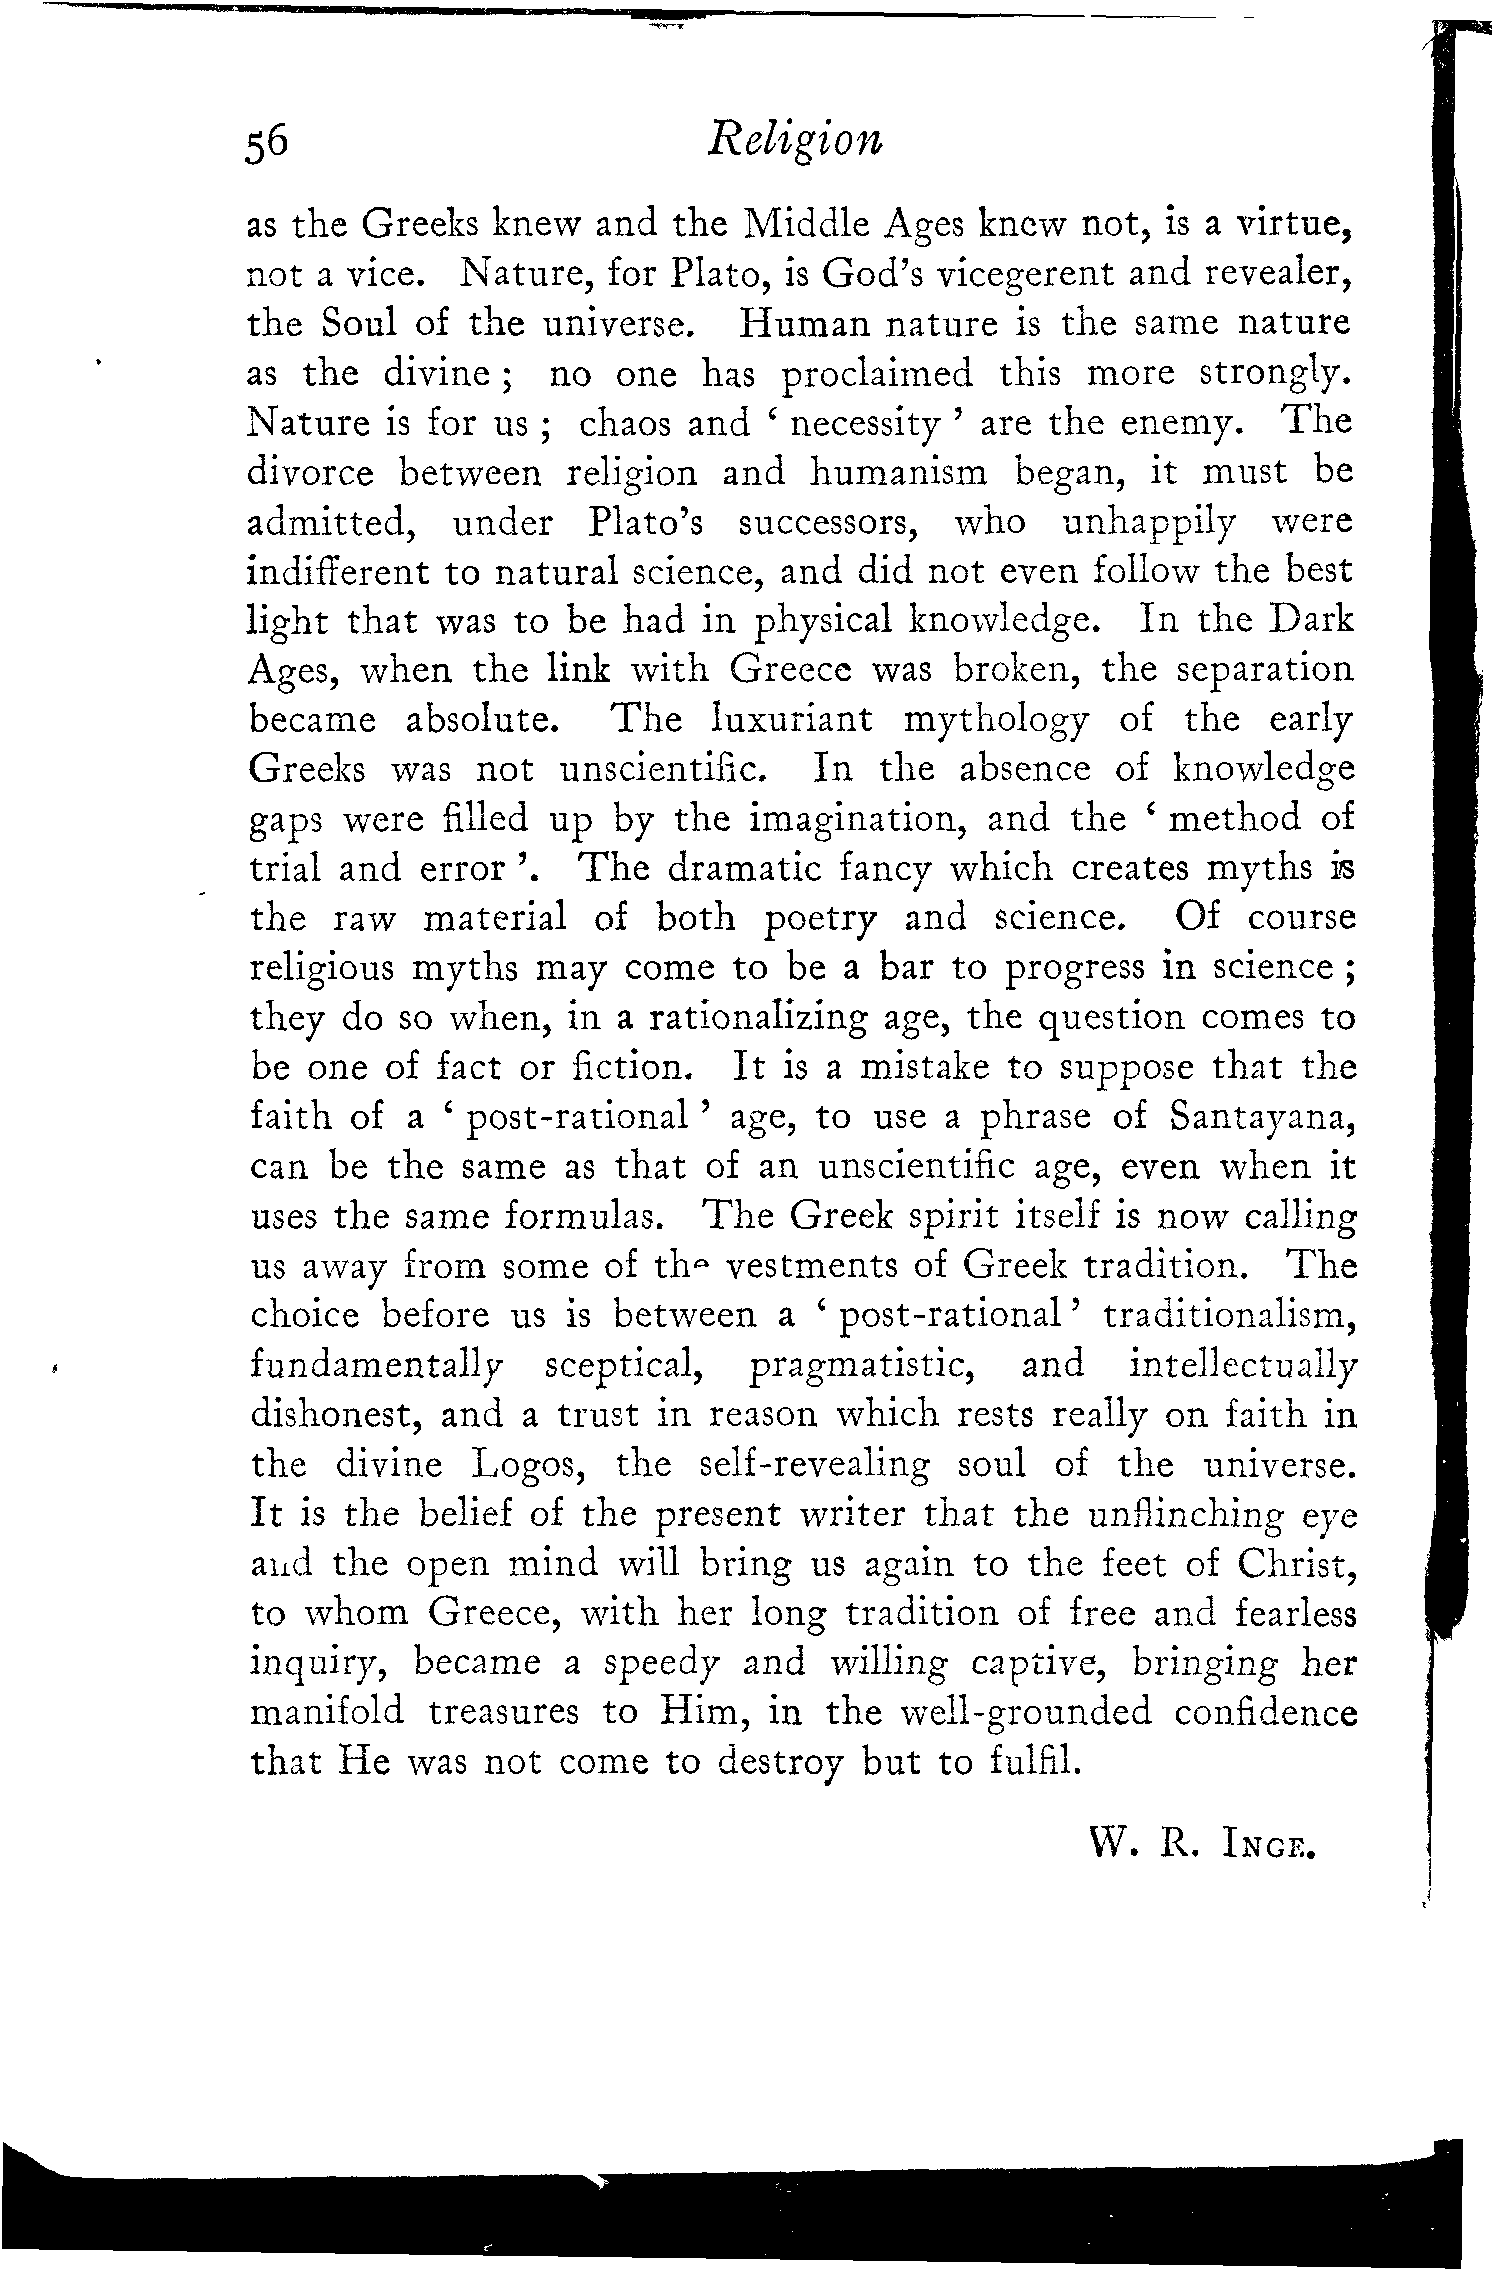 56 Religion
as the Greeks knew and the Middle Ages knew not, is a virtue,
not a vice. Nature, for Plato, is God's vicegerent and revealer,
the Soul of the universe. Human nature is the same nature
as the divine ; no one has proclaimed this more strongly.
Nature is for us ; chaos and ‘ necessity ’ are the enemy. The
divorce between religion and humanism began, it must be
admitted, under Plato's successors, who unhappily were
indifferent to natural science, and did not even follow the best
light that was to be had in physical knowledge. In the Dark
Ages, when the link with Greece was broken, the separation
became absolute. The luxuriant mythology of the early
Greeks was not unscientific. In the absence of knowledge
gaps were filled up by the imagination, and the ‘ method of
trial and error ’. The dramatic fancy which creates myths is
the raw material of both poetry and science. Of course
religious myths may come to be a bar to progress in science ;
they do so when, in a rationalizing age, the question comes to
be one of fact or fiction. It is a mistake to suppose that the
faith of a ‘ post-rational ’ age, to use a phrase of Santayana,
can be the same as that of an unscientific age, even when it
uses the same formulas. The Greek spirit itself is now calling
us away from some of the vestments of Greek tradition. The
choice before us is between a ‘ post-rational ’ traditionalism,
fundamentally sceptical, pragmatistic, and intellectually
dishonest, and a trust in reason which rests really on faith in
the divine Logos, the self-revealing soul of the universe.
It is the belief of the present writer that the unflinching eye
and the open mind will bring us again to the feet of Christ,
to whom Greece, with her long tradition of free and fearless
inquiry, became a speedy and willing captive, bringing her
manifold treasures to Him, in the well-grounded confidence
that He was not come to destroy but to fulfil.
W. R. INGE.